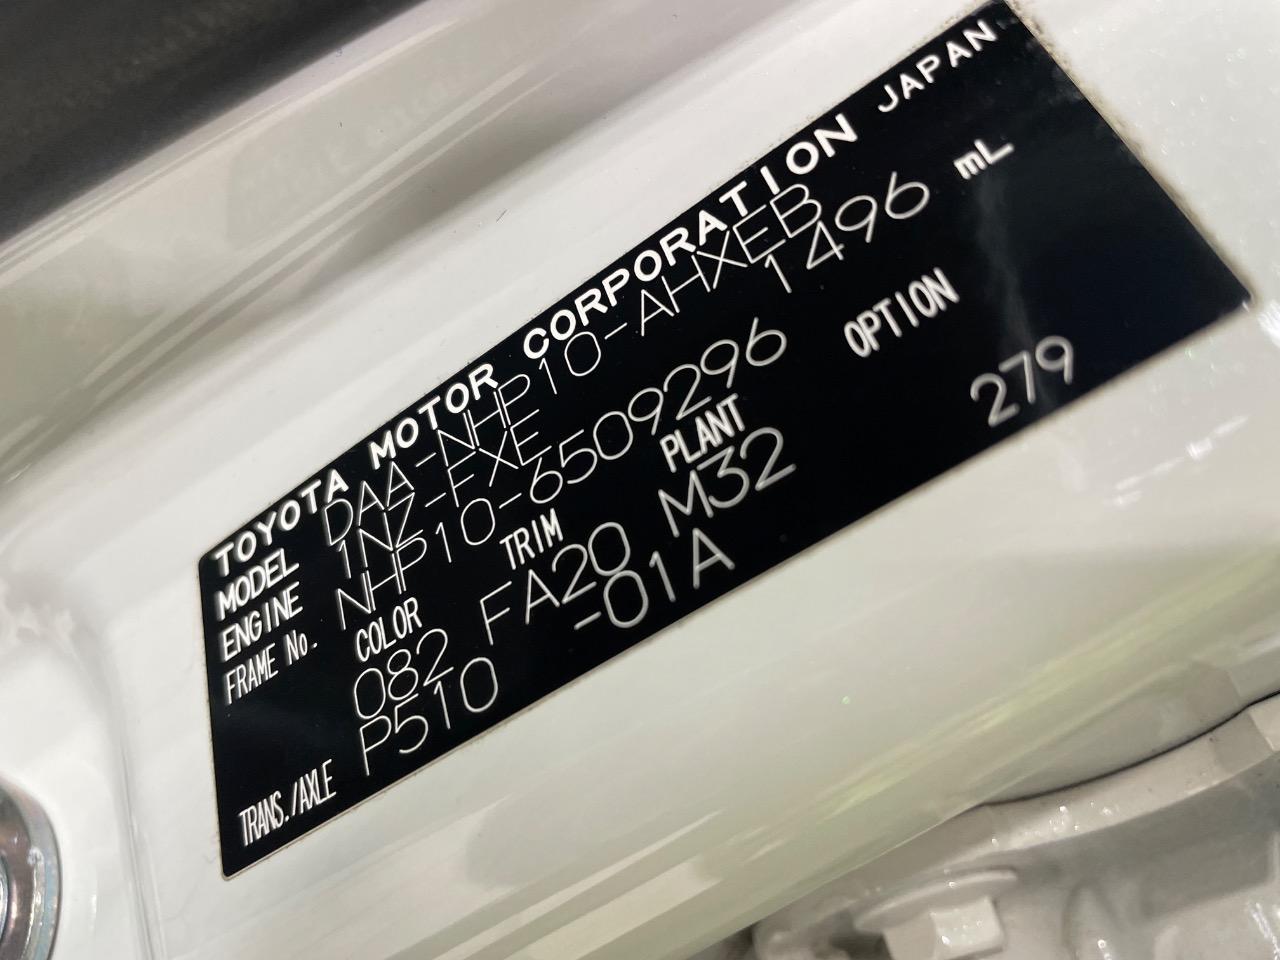 TOYOTA MOTOR CORPORATION JAPAN
MODEL DAA-NHP10-AHXEB
ENGINE 1NZ-FXE 1496 mL
FRAME No. NHP10-6509296
COLOR TRIM PLANT OPTION
082 FA20 M32 279
TRANS./AXLE P510 -01A